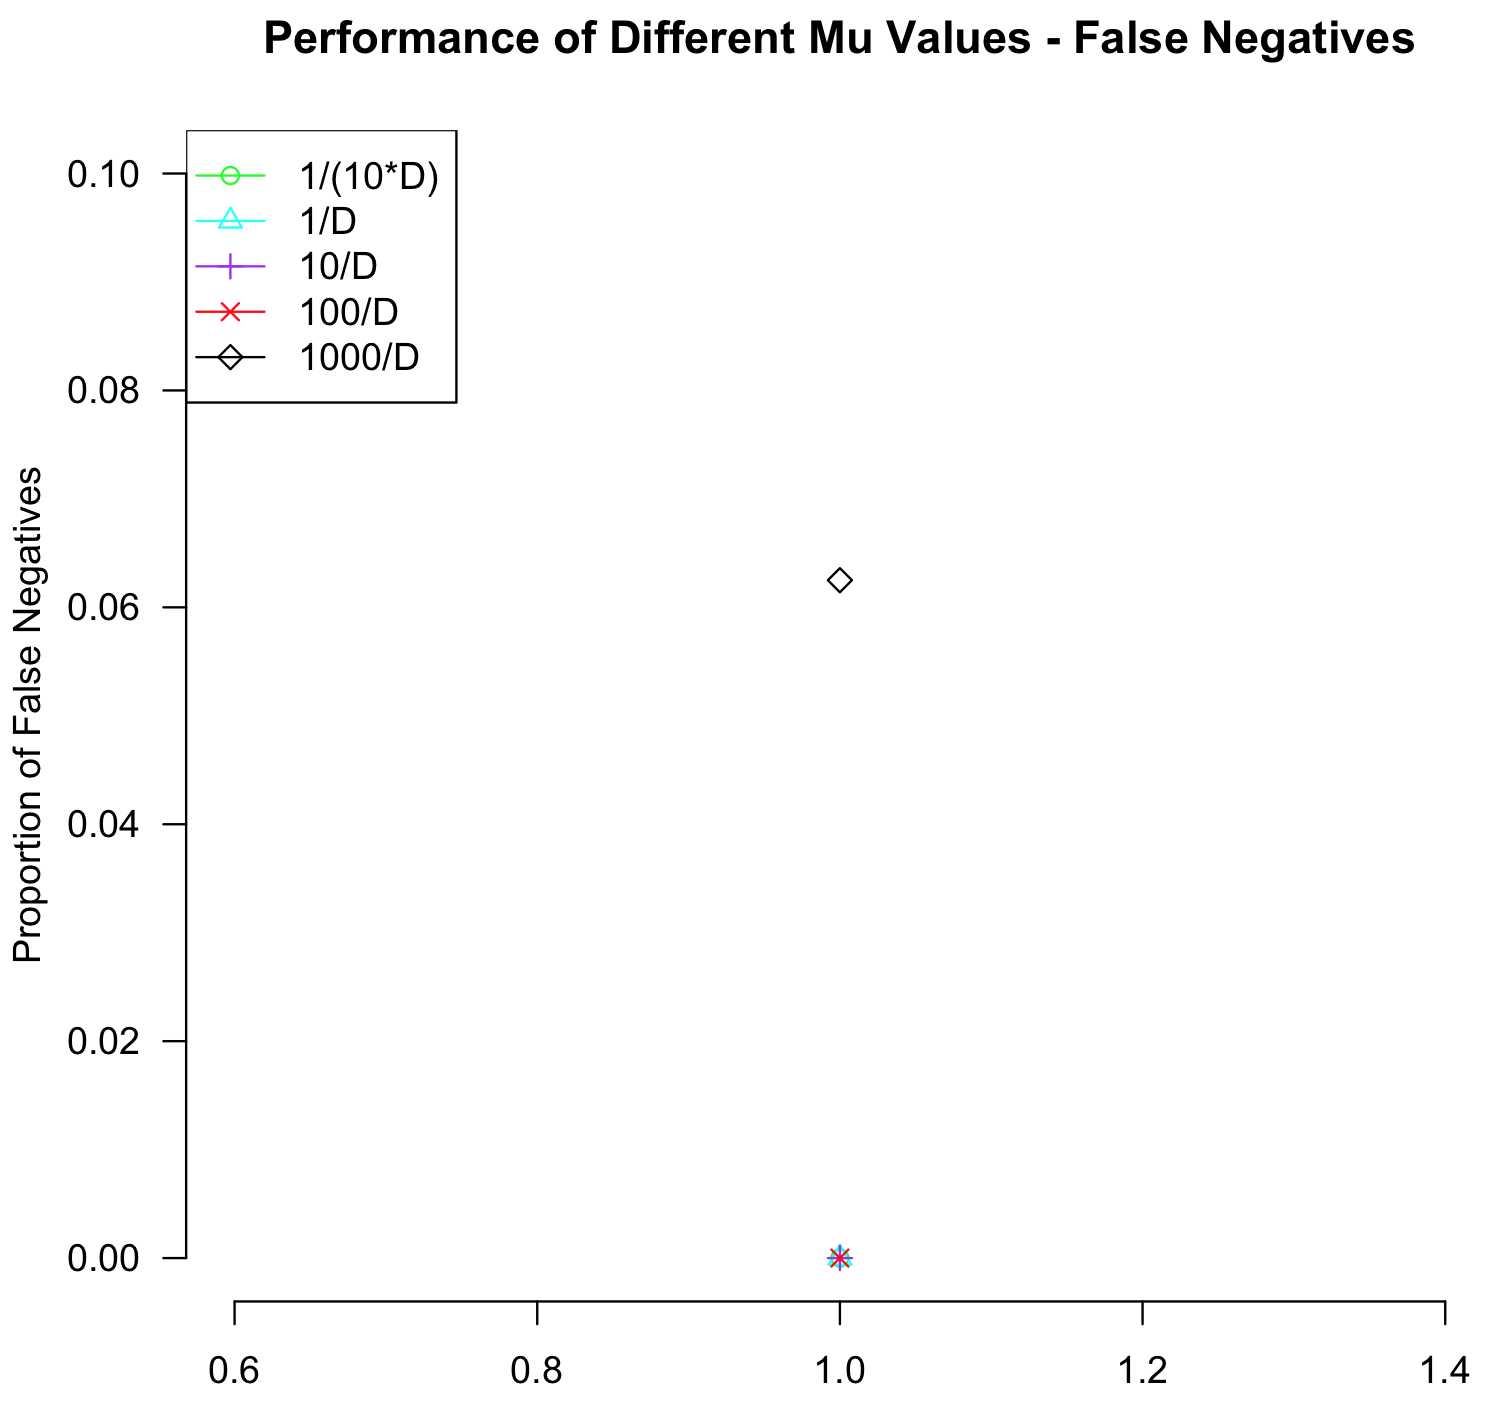 Performance of Different Mu Values - False Negatives
1/(10*D)
1/D
10/D
100/D
1000/D
Proportion of False Negatives
0.10
0.08
0.06
0.04
0.02
0.00
0.6
0.8
1.0
1.2
1.4